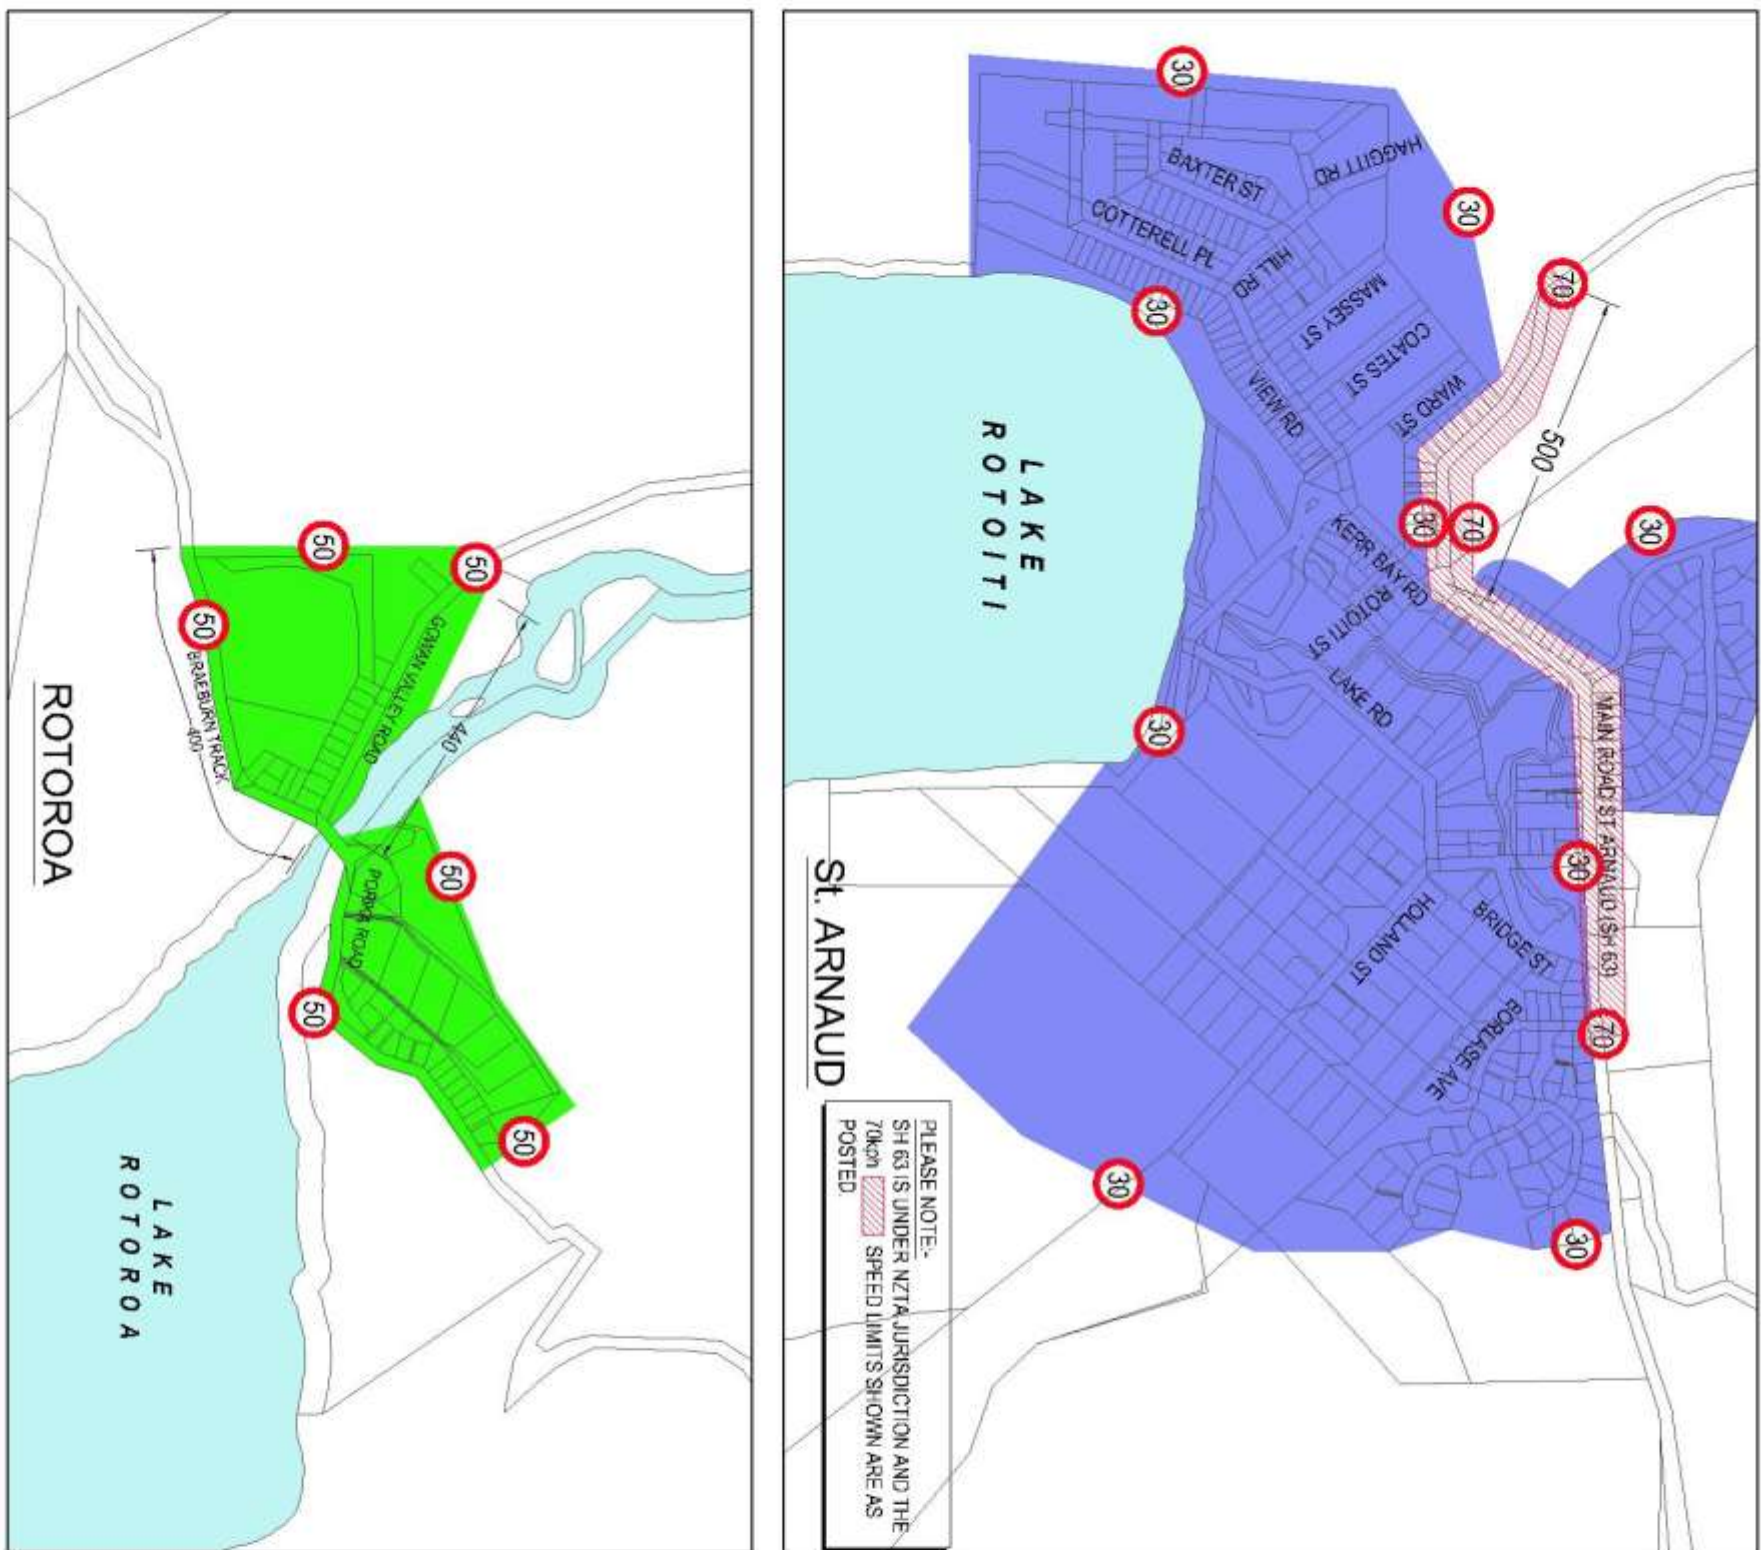 30
30
70
HAGGITT RD
BAXTER ST
COTTERELL PL
HILL RD
MASSEY ST
COATES ST
WARD ST
VIEW RD
30
500
30
70
30
KERR BAY RD
ROTOITI ST
LAKE RD
LAKE
ROTOITI
30
MAIN ROAD ST ARNAUD (SH 63)
30
HOLLAND ST
BRIDGE ST
BORLASE AVE
70
30
30
St. ARNAUD
PLEASE NOTE:-
SH 63 IS UNDER NZTA JURISDICTION AND THE
70kph SPEED LIMITS SHOWN ARE AS
POSTED.
50
50
50
GOWAN VALLEY ROAD
BRAEBURN TRACK
400
440
50
PORIKA ROAD
50
50
ROTOROA
LAKE
ROTOROA